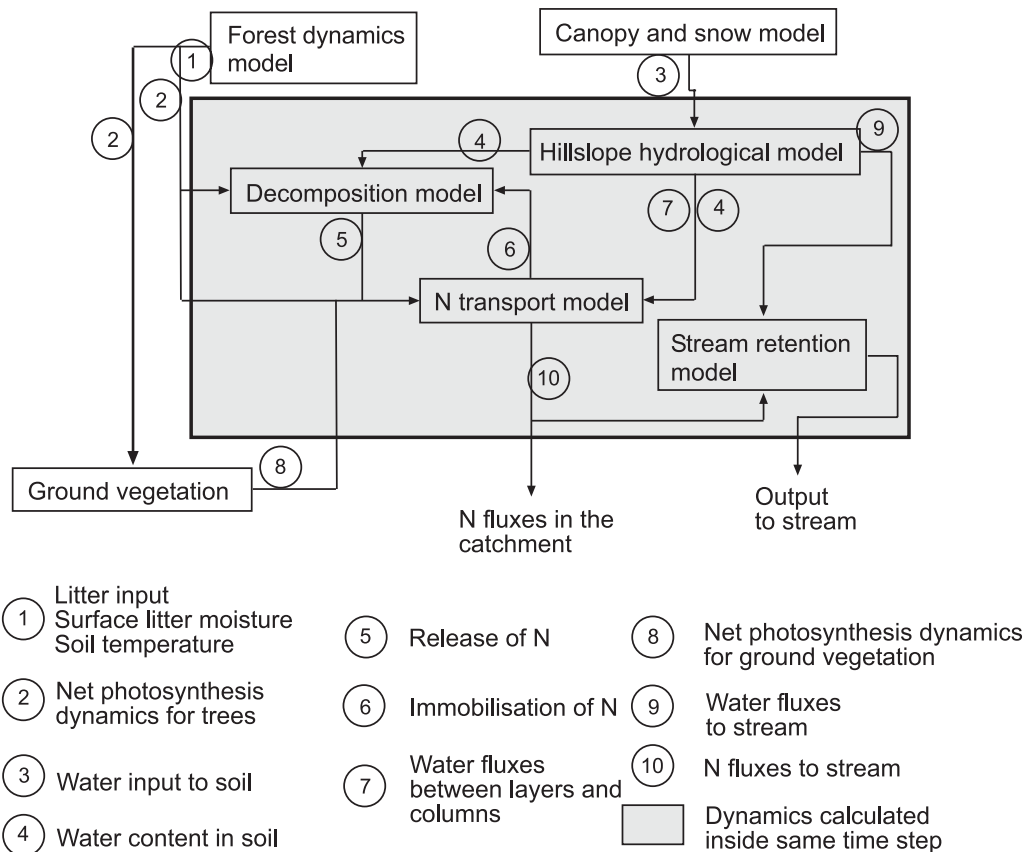 Forest dynamics
model
Canopy and snow model
1
3
2
2
9
4
Hillslope hydrological model
Decomposition model
7
4
5
6
N transport model
Stream retention
model
10
8
Ground vegetation
N fluxes in the
catchment
Output
to stream
1
Litter input
Surface litter moisture
Soil temperature
2
Net photosynthesis
dynamics for trees
3
Water input to soil
4
Water content in soil
5
Release of N
6
Immobilisation of N
7
Water fluxes
between layers and
columns
8
Net photosynthesis dynamics
for ground vegetation
9
Water fluxes
to stream
10
N fluxes to stream
Dynamics calculated
inside same time step